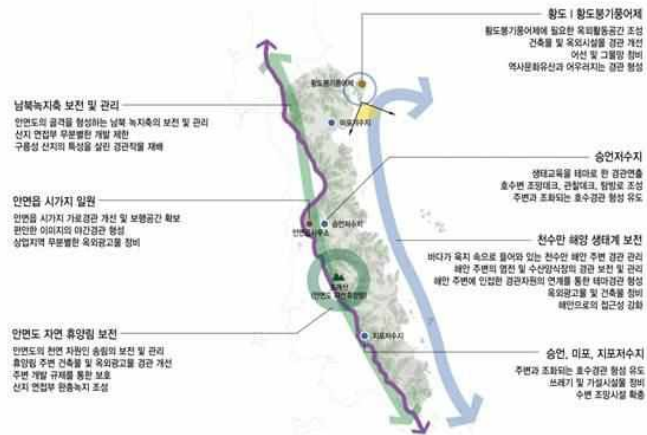 황도 | 황도붕기풍어제
황도붕기풍어제에 필요한 옥외활동공간 조성
건축물 및 옥외시설물 경관 개선
어선 및 그물망 정비
역사문화유산과 어우러지는 경관 형성
황도붕기풍어제
미포저수지
남북녹지축 보전 및 관리
안면도의 골격을 형성하는 남북 녹지축의 보전 및 관리
산지 연접부 무분별한 개발 제한
구릉성 산지의 특성을 살린 경관작물 재배
승언저수지
생태교육을 테마로 한 경관연출
호수변 조망데크, 관찰데크, 탐방로 조성
주변과 조화되는 호수경관 형성 유도
안면읍 시가지 일원
안면읍 시가지 가로경관 개선 및 보행공간 확보
편안한 이미지의 야간경관 형성
상업지역 무분별한 옥외광고물 정비
승언저수지
안면읍사무소
천수만 해양 생태계 보전
바다가 육지 속으로 들어와 있는 천수만 해안 주변 경관 관리
해안 주변의 염전 및 수산양식장의 경관 보전 및 관리
해안 주변에 인접한 경관자원의 연계를 통한 테마경관 형성
옥외광고물 및 건축물 정비
해안으로의 접근성 강화
(안면도 자연 휴양림)
안면도 자연 휴양림 보전
안면도의 천연 자원인 송림의 보전 및 관리
휴양림 주변 건축물 및 옥외광고물 경관 개선
주변 개발 규제를 통한 보호
산지 연접부 완충녹지 조성
지포저수지
승언, 미포, 지포저수지
주변과 조화되는 호수경관 형성 유도
쓰레기 및 가설시설물 정비
수변 조망시설 확충